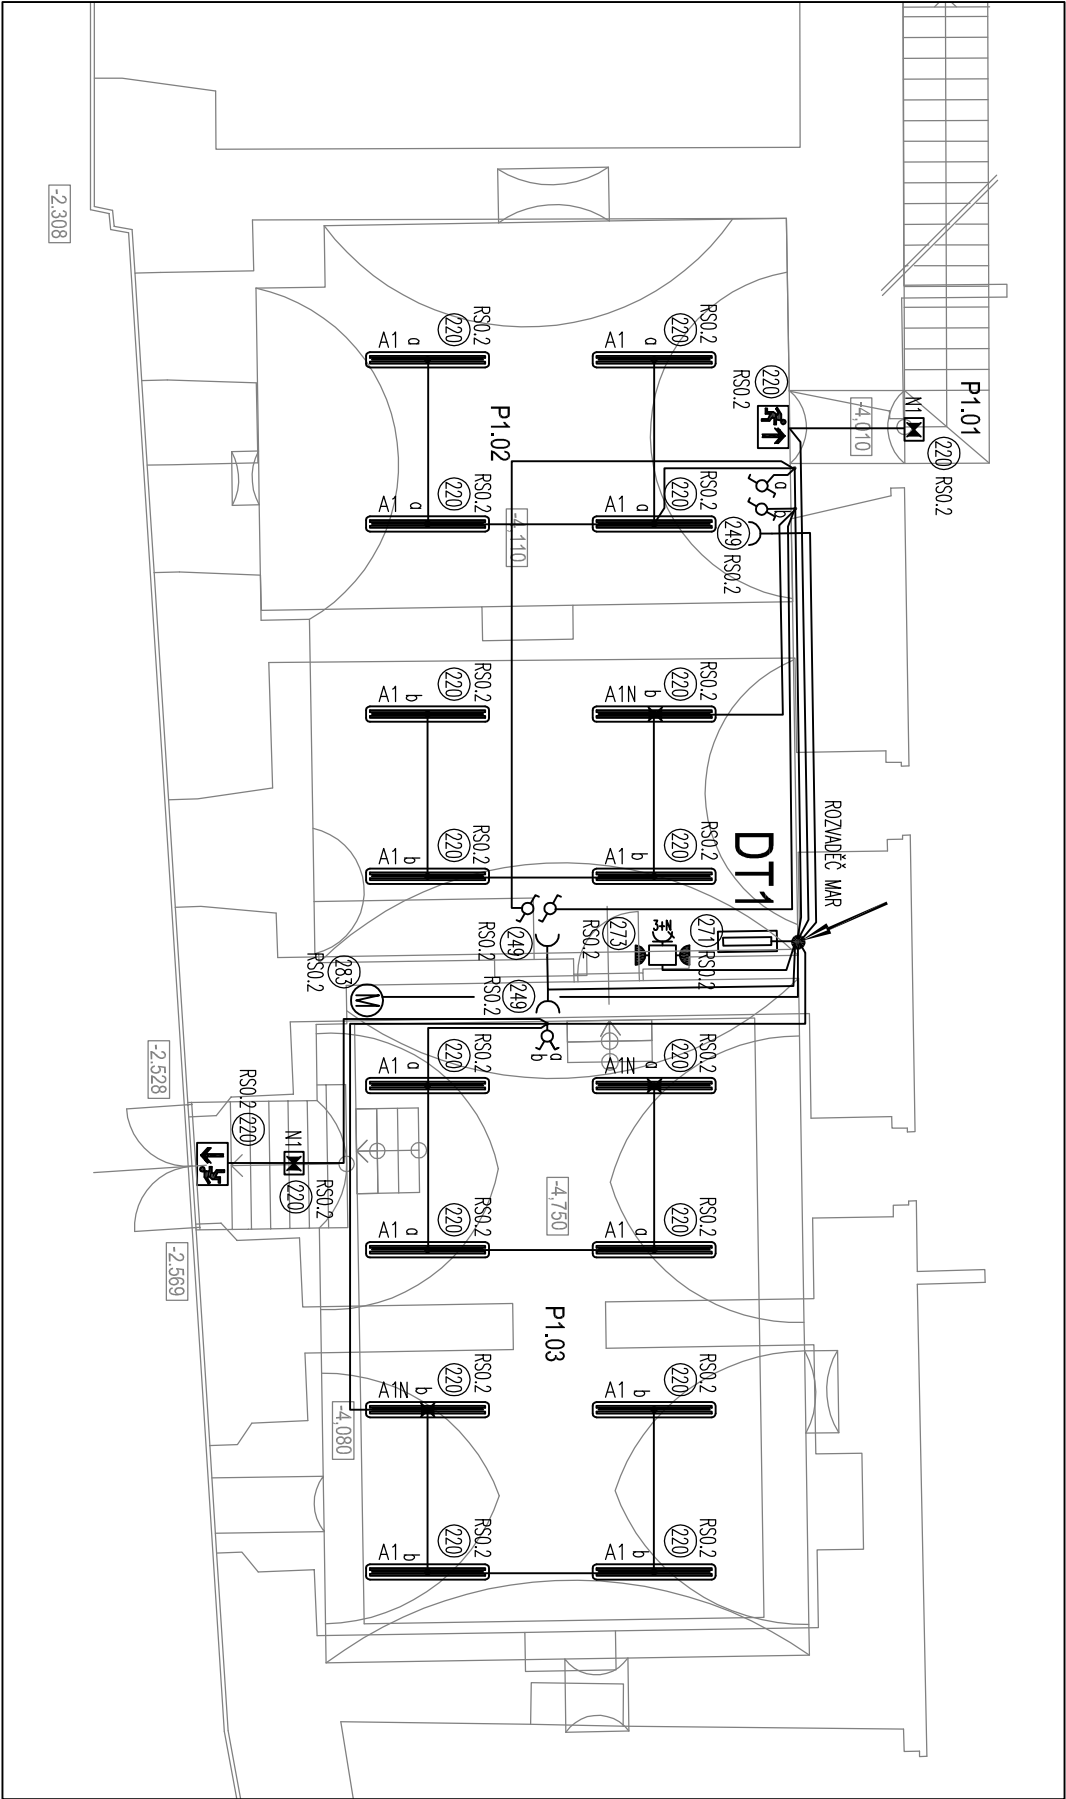 P1.01
N1
220
RS0.2
-4,010
220
RS0.2
a
b
249
RS0.2
RS0.2
220
A1
a
RS0.2
220
A1
a
RS0.2
220
A1N
b
RS0.2
220
A1
b
P1.02
-4,110
RS0.2
220
A1
a
RS0.2
220
A1
a
RS0.2
220
A1
b
RS0.2
220
A1
b
ROZVADĚČ MAR
DT1
271
RS0.2
3+N
273
RS0.2
249
RS0.2
249
RS0.2
283
RS0.2
M
a
b
RS0.2
220
A1N
a
RS0.2
220
A1
a
RS0.2
220
A1
b
RS0.2
220
A1
b
-4,750
P1.03
RS0.2
220
A1
a
RS0.2
220
A1
a
RS0.2
220
A1N
b
RS0.2
220
A1
b
-4,080
N1
220
RS0.2
RS0.2
220
-2.308
-2.528
-2.569